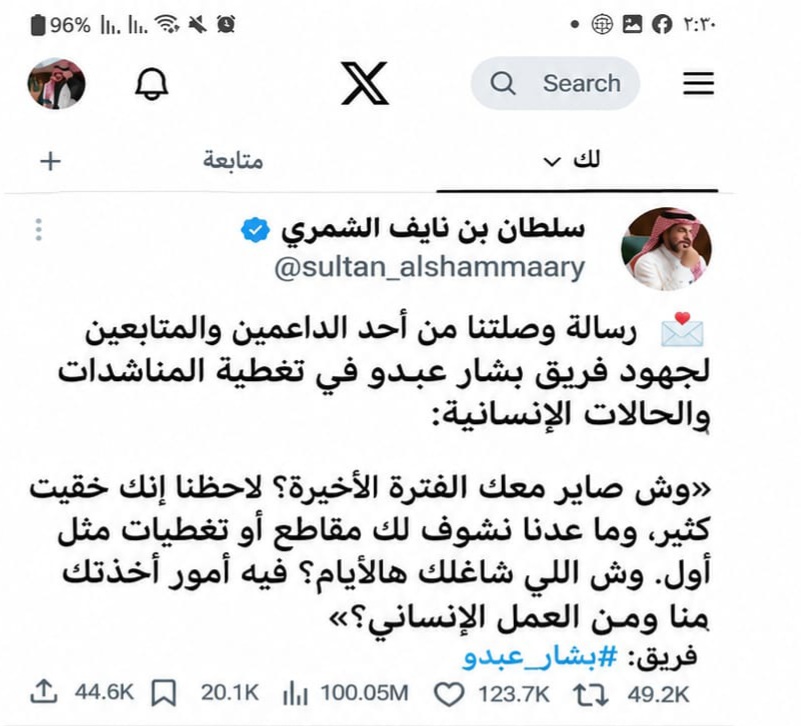 96% ٢:٣٠
Search
لك متابعة
سلطان بن نايف الشمري
@sultan_alshammaary
رسالة وصلتنا من أحد الداعمين والمتابعين
لجهود فريق بشار عبدو في تغطية المناشدات
والحالات الإنسانية:
«وش صاير معك الفترة الأخيرة؟ لاحظنا إنك خقيت
كثير، وما عدنا نشوف لك مقاطع أو تغطيات مثل
أول. وش اللي شاغلك هالأيام؟ فيه أمور أخذتك
منا ومن العمل الإنساني؟»
فريق: #بشار_عبدو
44.6K 20.1K 100.05M 123.7K 49.2K